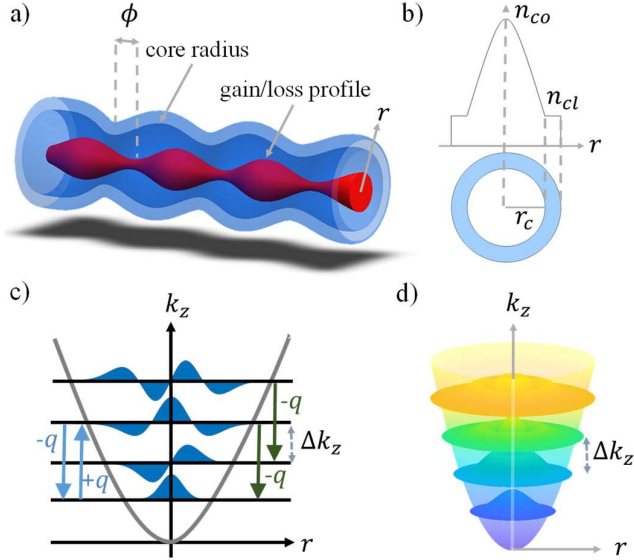 a)
ϕ
core radius
gain/loss profile
r
b)
n_co
n_cl
r
r_c
c)
k_z
-q
-q
+q
-q
Δk_z
r
d)
k_z
Δk_z
r